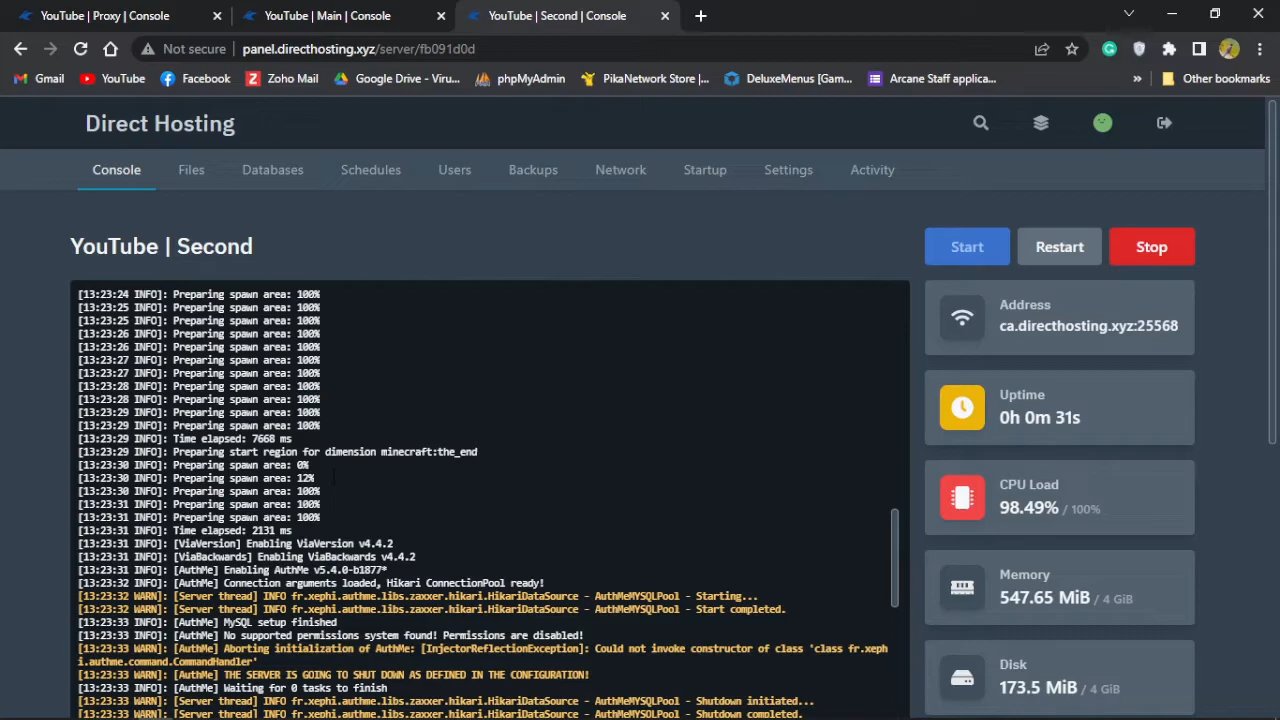 YouTube | Proxy | Console
YouTube | Main | Console
YouTube | Second | Console
Not secure
panel.directhosting.xyz/server/fb091d0d
Gmail
YouTube
Facebook
Zoho Mail
Google Drive - Viru...
phpMyAdmin
PikaNetwork Store |...
DeluxeMenus [Gam...
Arcane Staff applica...
»
Other bookmarks
Direct Hosting
Console
Files
Databases
Schedules
Users
Backups
Network
Startup
Settings
Activity
YouTube | Second
Start
Restart
Stop
[13:23:24 INFO]: Preparing spawn area: 100%
[13:23:25 INFO]: Preparing spawn area: 100%
[13:23:25 INFO]: Preparing spawn area: 100%
[13:23:26 INFO]: Preparing spawn area: 100%
[13:23:26 INFO]: Preparing spawn area: 100%
[13:23:27 INFO]: Preparing spawn area: 100%
[13:23:27 INFO]: Preparing spawn area: 100%
[13:23:28 INFO]: Preparing spawn area: 100%
[13:23:28 INFO]: Preparing spawn area: 100%
[13:23:29 INFO]: Preparing spawn area: 100%
[13:23:29 INFO]: Preparing spawn area: 100%
[13:23:29 INFO]: Time elapsed: 7668 ms
[13:23:29 INFO]: Preparing start region for dimension minecraft:the_end
[13:23:30 INFO]: Preparing spawn area: 0%
[13:23:30 INFO]: Preparing spawn area: 12%
[13:23:30 INFO]: Preparing spawn area: 100%
[13:23:31 INFO]: Preparing spawn area: 100%
[13:23:31 INFO]: Preparing spawn area: 100%
[13:23:31 INFO]: Time elapsed: 2131 ms
[13:23:31 INFO]: [ViaVersion] Enabling ViaVersion v4.4.2
[13:23:31 INFO]: [ViaBackwards] Enabling ViaBackwards v4.4.2
[13:23:31 INFO]: [AuthMe] Enabling AuthMe v5.4.0-b1877*
[13:23:32 INFO]: [AuthMe] Connection arguments loaded, Hikari ConnectionPool ready!
[13:23:32 WARN]: [Server thread] INFO fr.xephi.authme.libs.zaxxer.hikari.HikariDataSource - AuthMeMYSQLPool - Starting...
[13:23:32 WARN]: [Server thread] INFO fr.xephi.authme.libs.zaxxer.hikari.HikariDataSource - AuthMeMYSQLPool - Start completed.
[13:23:33 INFO]: [AuthMe] MySQL setup finished
[13:23:33 INFO]: [AuthMe] No supported permissions system found! Permissions are disabled!
[13:23:33 WARN]: [AuthMe] Aborting initialization of AuthMe: [InjectorReflectionException]: Could not invoke constructor of class 'class fr.xeph
i.authme.command.CommandHandler'
[13:23:33 WARN]: [AuthMe] THE SERVER IS GOING TO SHUT DOWN AS DEFINED IN THE CONFIGURATION!
[13:23:33 INFO]: [AuthMe] Waiting for 0 tasks to finish
[13:23:33 WARN]: [Server thread] INFO fr.xephi.authme.libs.zaxxer.hikari.HikariDataSource - AuthMeMYSQLPool - Shutdown initiated...
[13:23:33 WARN]: [Server thread] INFO fr.xephi.authme.libs.zaxxer.hikari.HikariDataSource - AuthMeMYSQLPool - Shutdown completed.
Address
ca.directhosting.xyz:25568
Uptime
0h 0m 31s
CPU Load
98.49% / 100%
Memory
547.65 MiB / 4 GiB
Disk
173.5 MiB / 4 GiB